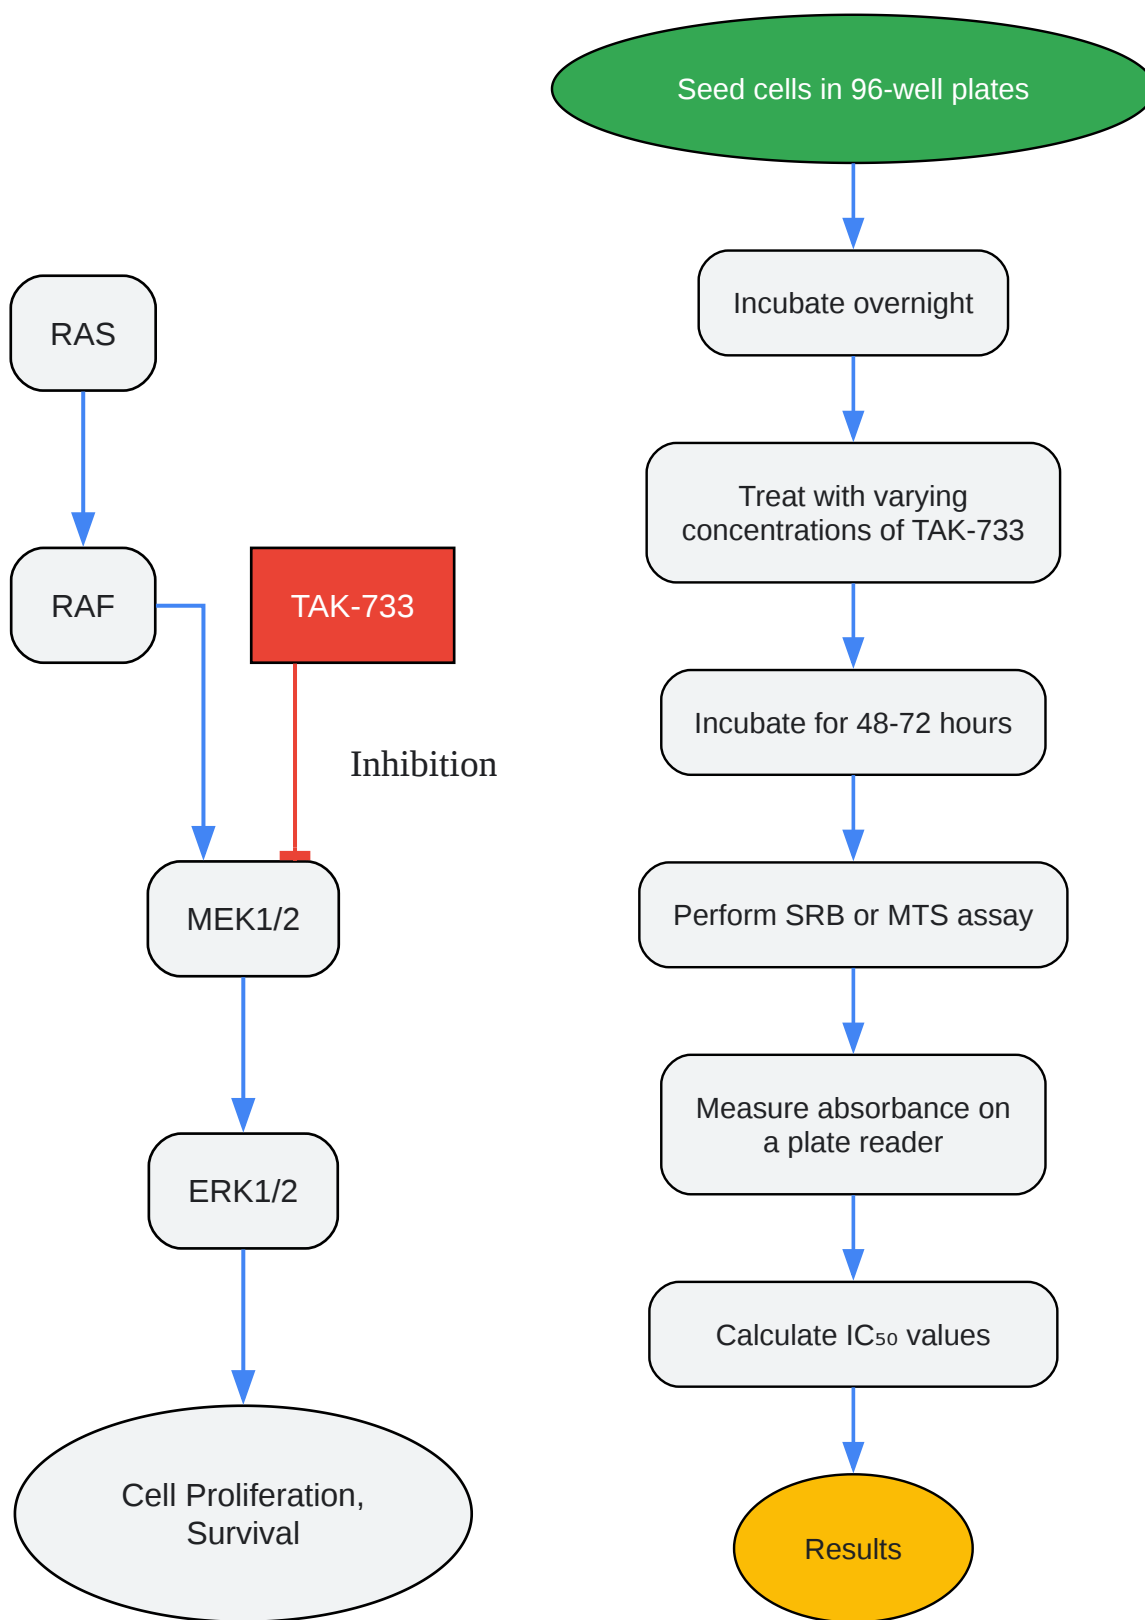 RAS
RAF
TAK-733
Inhibition
MEK1/2
ERK1/2
Cell Proliferation,
Survival
Seed cells in 96-well plates
Incubate overnight
Treat with varying
concentrations of TAK-733
Incubate for 48-72 hours
Perform SRB or MTS assay
Measure absorbance on
a plate reader
Calculate IC₅₀ values
Results